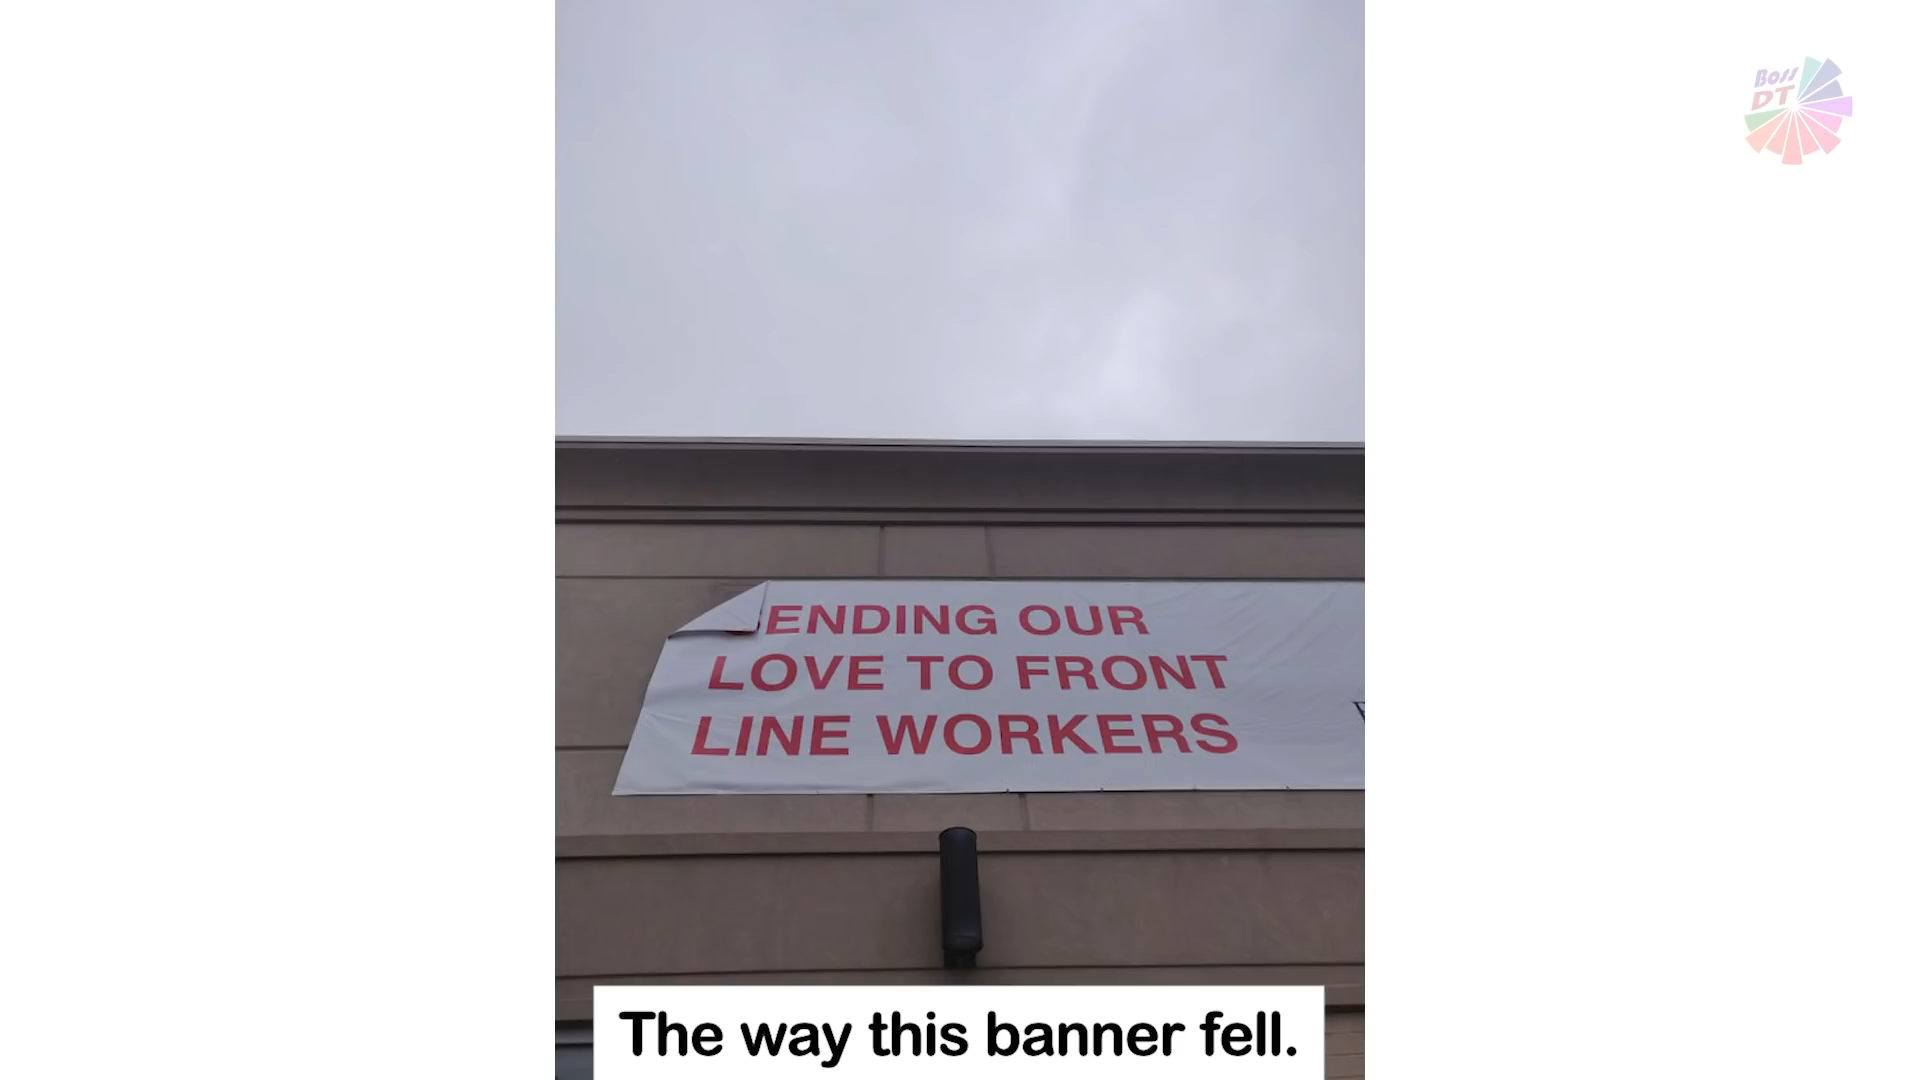 Boss
DT
ENDING OUR
LOVE TO FRONT
LINE WORKERS
The way this banner fell.